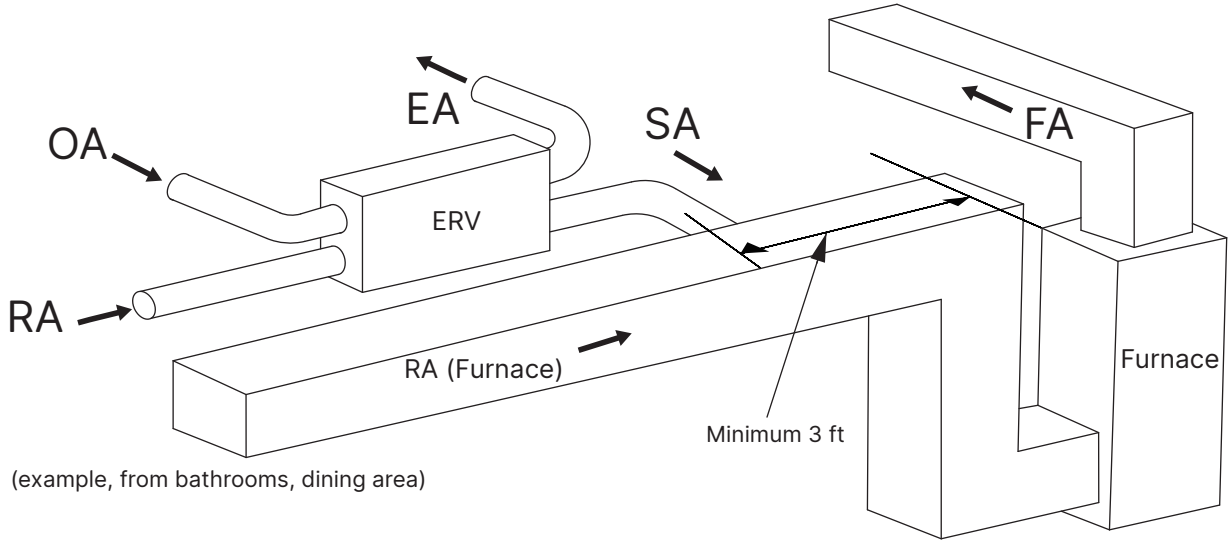 EA
SA
FA
OA
ERV
RA
RA (Furnace)
Furnace
Minimum 3 ft
(example, from bathrooms, dining area)